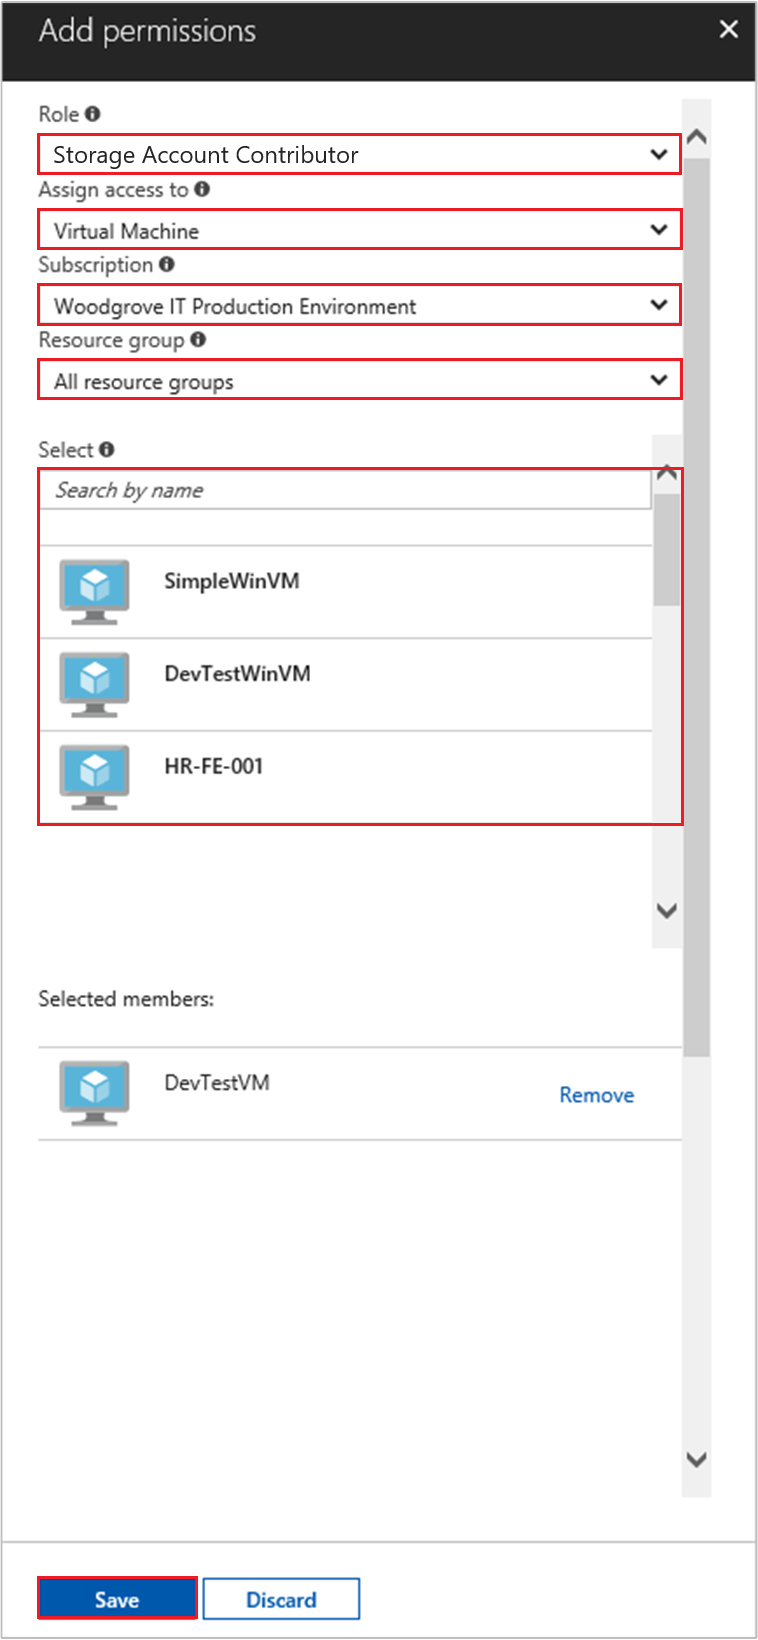 Add permissions
Role
Storage Account Contributor
Assign access to
Virtual Machine
Subscription
Woodgrove IT Production Environment
Resource group
All resource groups
Select
Search by name
SimpleWinVM
DevTestWinVM
HR-FE-001
Selected members:
DevTestVM
Remove
Save Discard